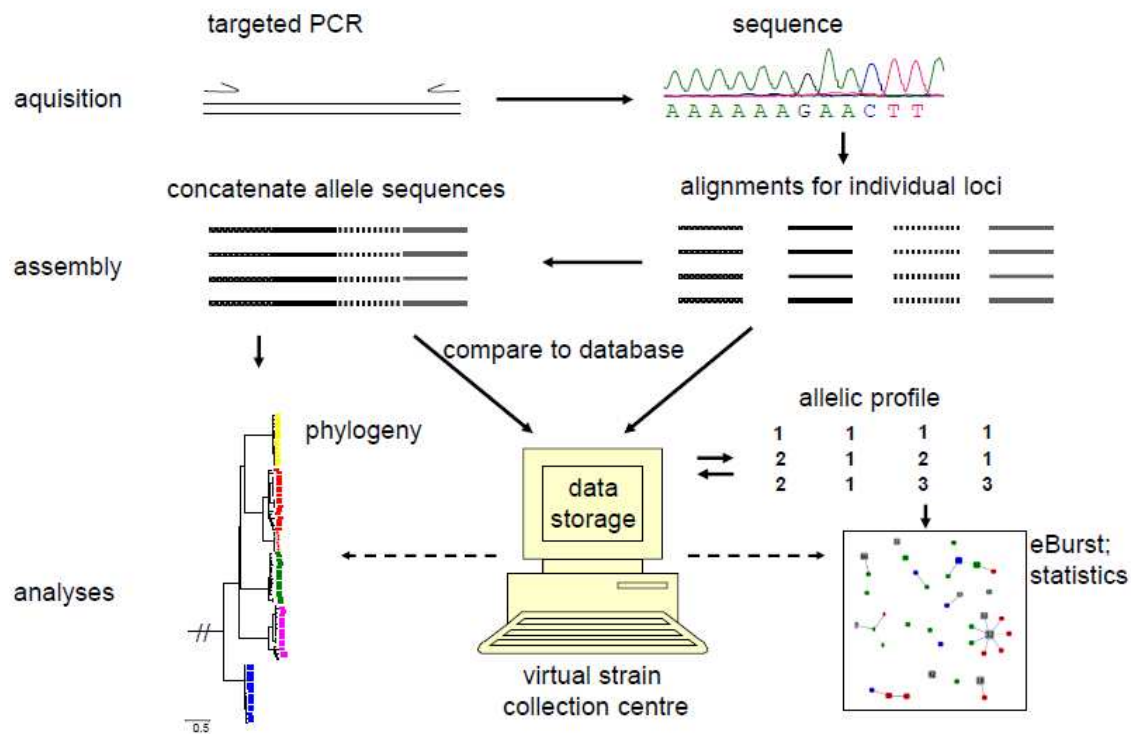 targeted PCR
sequence
aquisition
A A A A A A G A A C T T
concatenate allele sequences
alignments for individual loci
assembly
compare to database
allelic profile
phylogeny
1 1 1 1
2 1 2 1
2 1 3 3
data
storage
eBurst;
statistics
analyses
//
virtual strain
collection centre
0.5